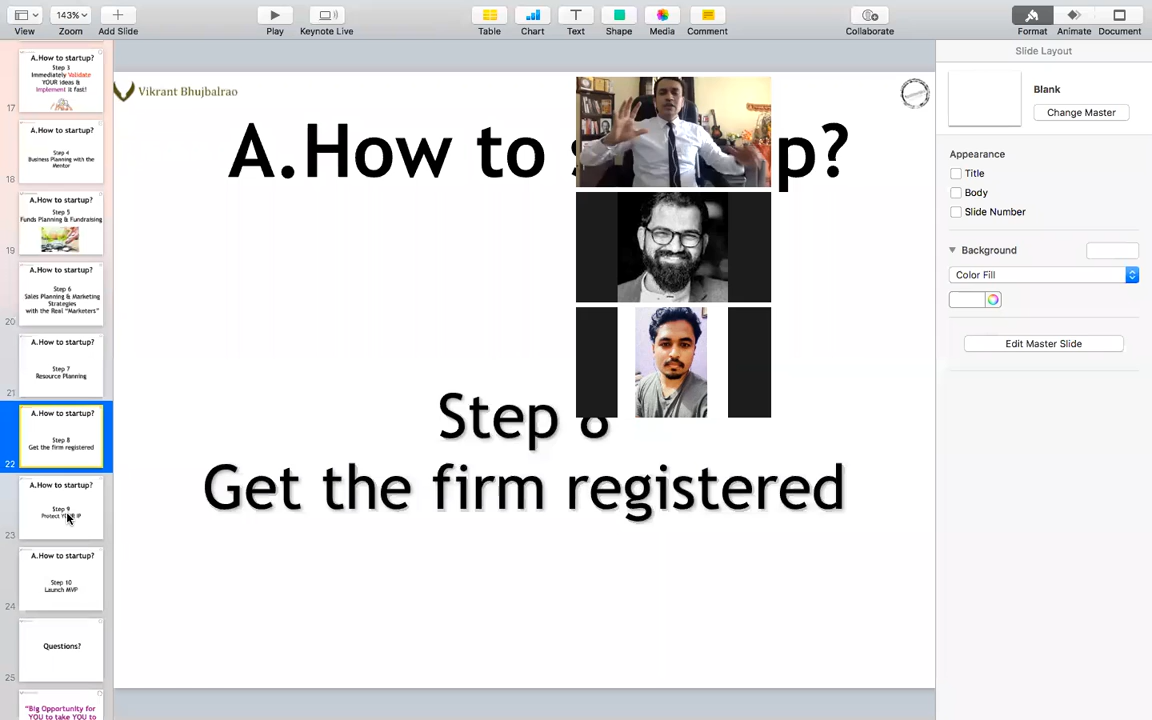 View
143%
Zoom
Add Slide
Play
Keynote Live
Table
Chart
Text
Shape
Media
Comment
Collaborate
Format
Animate
Document
A.How to startup?
Step 3
Immediately Validate
YOUR ideas &
Implement it fast!
17
A.How to startup?
Step 4
Business Planning with the
Mentor
18
A.How to startup?
Step 5
Funds Planning & Fundraising
19
A.How to startup?
Step 6
Sales Planning & Marketing
Strategies
with the Real "Marketers"
20
A.How to startup?
Step 7
Resource Planning
21
A.How to startup?
Step 8
Get the firm registered
22
A.How to startup?
Step 9
Protect YOUR IP
23
A.How to startup?
Step 10
Launch MVP
24
Questions?
25
"Big Opportunity for
YOU to take YOU to
Vikrant Bhujbalrao
A.How to s p?
Step 8
Get the firm registered
Slide Layout
Blank
Change Master
Appearance
Title
Body
Slide Number
Background
Color Fill
Edit Master Slide